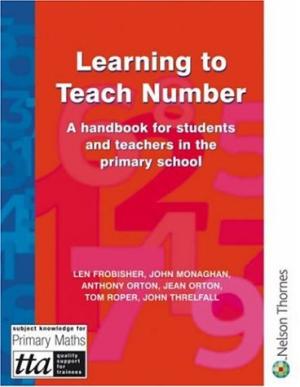 Learning to
Teach Number
A handbook for students
and teachers in the
primary school
LEN FROBISHER, JOHN MONAGHAN,
ANTHONY ORTON, JEAN ORTON,
TOM ROPER, JOHN THRELFALL
subject knowledge for
Primary Maths
tta
quality
support for
trainees
Nelson Thornes